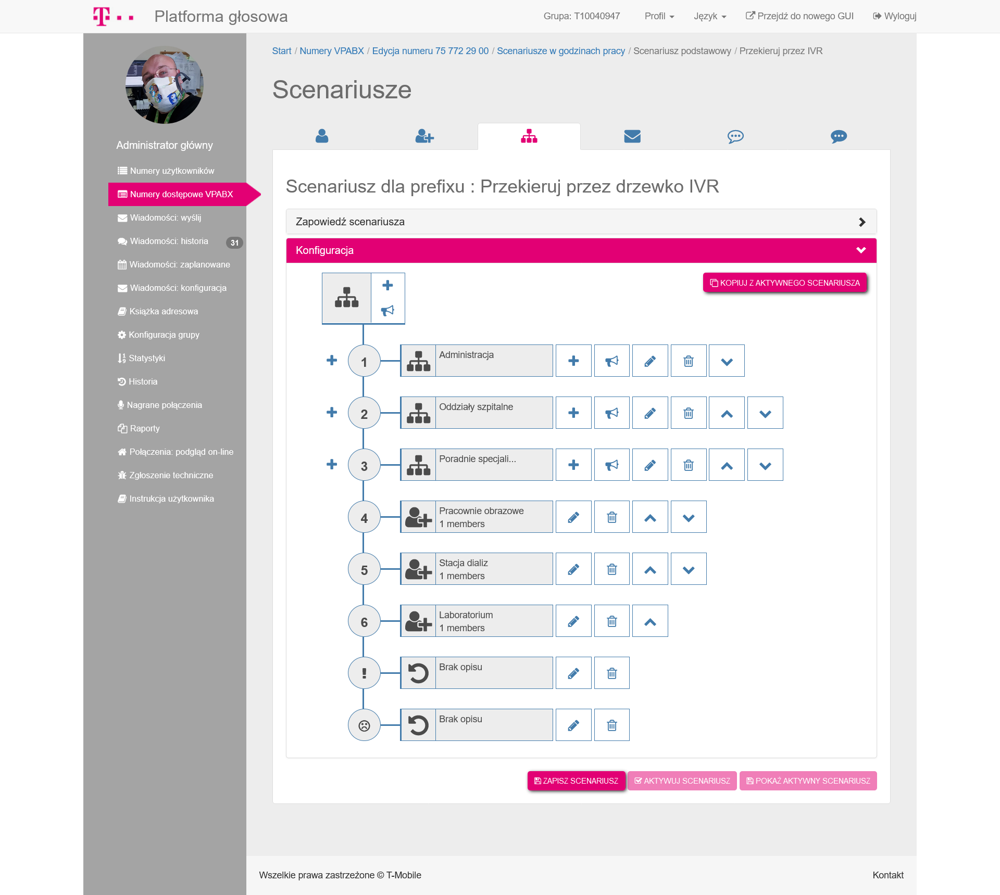 T
Platforma głosowa
Grupa: T10040947
Profil
Język
Przejdź do nowego GUI
Wyloguj
Administrator główny
Numery użytkowników
Numery dostępowe VPABX
Wiadomości: wyślij
Wiadomości: historia 31
Wiadomości: zaplanowane
Wiadomości: konfiguracja
Książka adresowa
Konfiguracja grupy
Statystyki
Historia
Nagrane połączenia
Raporty
Połączenia: podgląd on-line
Zgłoszenie techniczne
Instrukcja użytkownika
Start / Numery VPABX / Edycja numeru 75 772 29 00 / Scenariusze w godzinach pracy / Scenariusz podstawowy / Przekieruj przez IVR
Scenariusze
Scenariusz dla prefixu : Przekieruj przez drzewko IVR
Zapowiedź scenariusza
Konfiguracja
KOPIUJ Z AKTYWNEGO SCENARIUSZA
1 Administracja
2 Oddziały szpitalne
3 Poradnie specjali...
4 Pracownie obrazowe
1 members
5 Stacja dializ
1 members
6 Laboratorium
1 members
! Brak opisu
Brak opisu
ZAPISZ SCENARIUSZ
AKTYWUJ SCENARIUSZ
POKAŻ AKTYWNY SCENARIUSZ
Wszelkie prawa zastrzeżone © T-Mobile
Kontakt